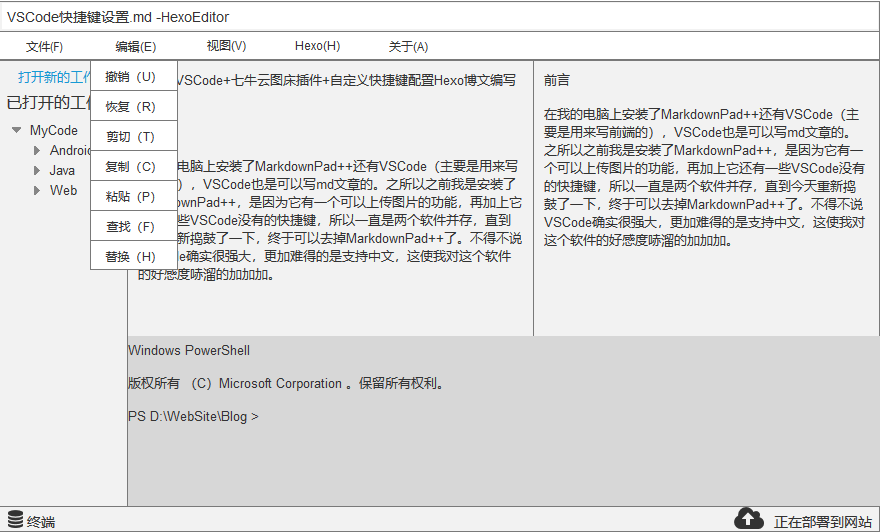 VSCode快捷键设置.md -HexoEditor
文件(F) 编辑(E) 视图(V) Hexo(H) 关于(A)
打开新的工作
已打开的工作
MyCode
Android
Java
Web
撤销（U）
恢复（R）
剪切（T）
复制（C）
粘贴（P）
查找（F）
替换（H）
VSCode+七牛云图床插件+自定义快捷键配置Hexo博文编写
电脑上安装了MarkdownPad++还有VSCode（主要是用来写
），VSCode也是可以写md文章的。之所以之前我是安装了
ownPad++，是因为它有一个可以上传图片的功能，再加上它
些VSCode没有的快捷键，所以一直是两个软件并存，直到
新捣鼓了一下，终于可以去掉MarkdownPad++了。不得不说
de确实很强大，更加难得的是支持中文，这使我对这个软件
的好感度哧溜的加加加。
前言
在我的电脑上安装了MarkdownPad++还有VSCode（主
要是用来写前端的），VSCode也是可以写md文章的。
之所以之前我是安装了MarkdownPad++，是因为它有一
个可以上传图片的功能，再加上它还有一些VSCode没有
的快捷键，所以一直是两个软件并存，直到今天重新捣
鼓了一下，终于可以去掉MarkdownPad++了。不得不说
VSCode确实很强大，更加难得的是支持中文，这使我对
这个软件的好感度哧溜的加加加。
Windows PowerShell
版权所有 （C）Microsoft Corporation 。保留所有权利。
PS D:\WebSite\Blog >
终端
正在部署到网站